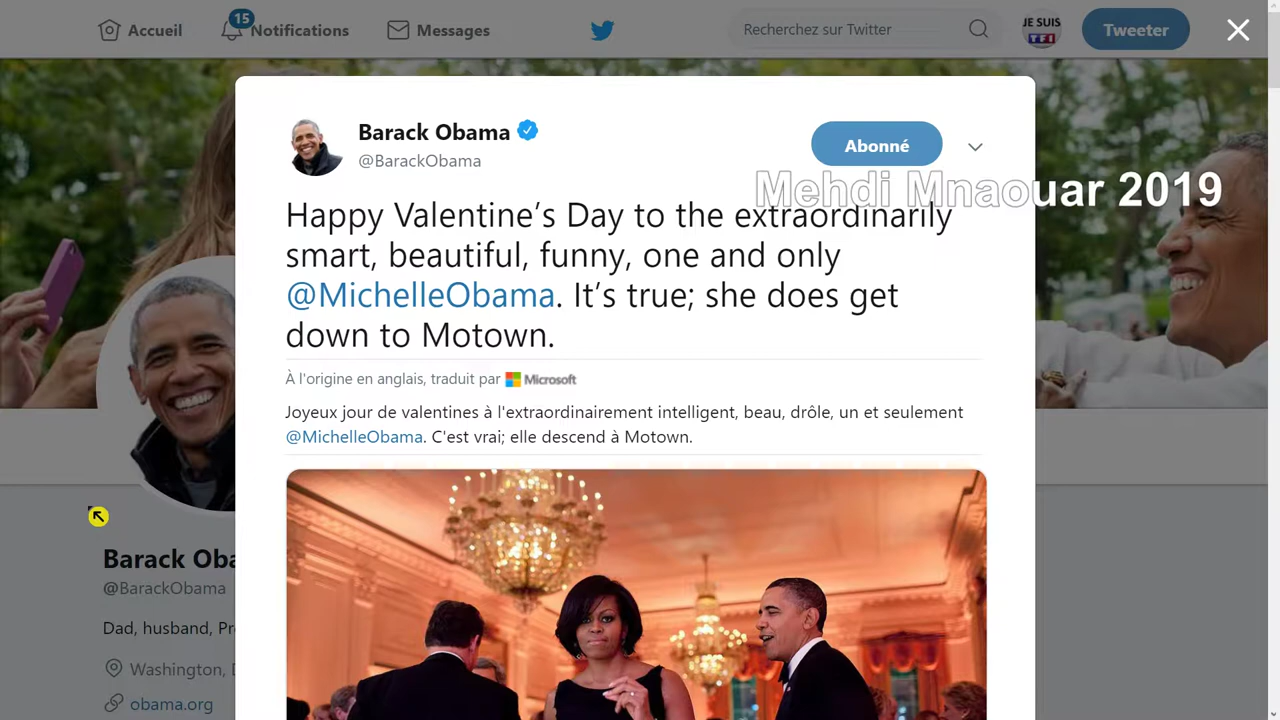 Accueil
15
Notifications
Messages
Recherchez sur Twitter
JE SUIS
TF1
Tweeter
Barack Obama
@BarackObama
Abonné
Mehdi Mnaouar 2019
Happy Valentine’s Day to the extraordinarily
smart, beautiful, funny, one and only
@MichelleObama. It’s true; she does get
down to Motown.
À l'origine en anglais, traduit par Microsoft
Joyeux jour de valentines à l'extraordinairement intelligent, beau, drôle, un et seulement
@MichelleObama. C'est vrai; elle descend à Motown.
Barack Oba
@BarackObama
Dad, husband, Pr
Washington,
obama.org